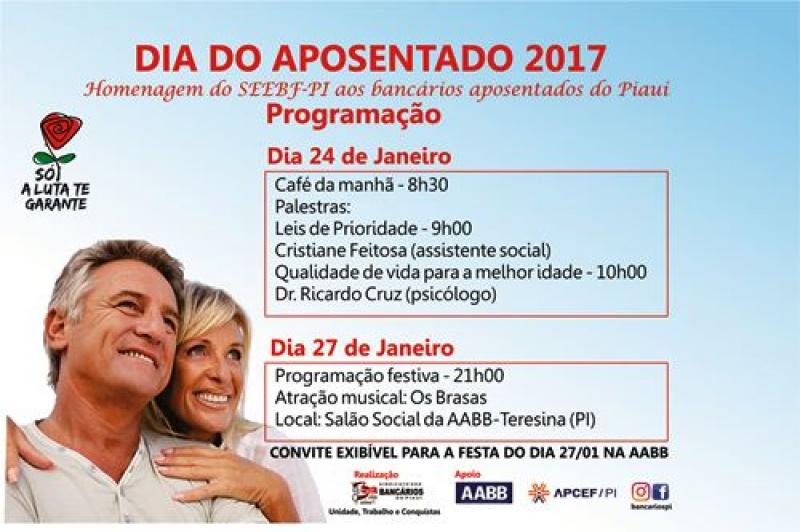 DIA DO APOSENTADO 2017
Homenagem do SEEBF-PI aos bancários aposentados do Piauí
Programação
SÓ
A LUTA TE
GARANTE
Dia 24 de Janeiro
Café da manhã - 8h30
Palestras:
Leis de Prioridade - 9h00
Cristiane Feitosa (assistente social)
Qualidade de vida para a melhor idade - 10h00
Dr. Ricardo Cruz (psicólogo)
Dia 27 de Janeiro
Programação festiva - 21h00
Atração musical: Os Brasas
Local: Salão Social da AABB-Teresina (PI)
CONVITE EXIBÍVEL PARA A FESTA DO DIA 27/01 NA AABB
Realização
SINDICATO DOS
BANCÁRIOS
DO PIAUÍ
Unidade, Trabalho e Conquistas
Apoio
AABB
APCEF/PI
bancariospi